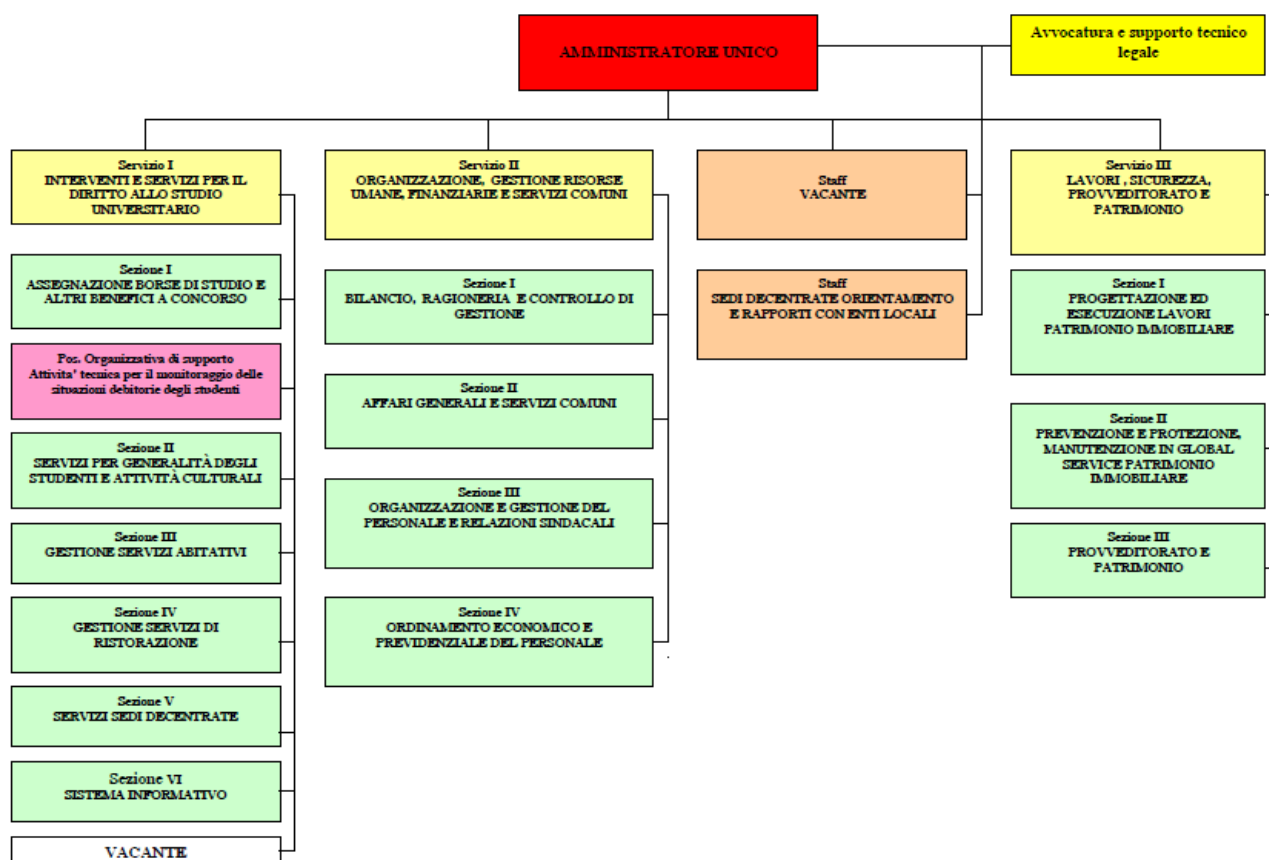 AMMINISTRATORE UNICO
Avvocatura e supporto tecnico
legale
Servizio I
INTERVENTI E SERVIZI PER IL
DIRITTO ALLO STUDIO
UNIVERSITARIO
Sezione I
ASSEGNAZIONE BORSE DI STUDIO E
ALTRI BENEFICI A CONCORSO
Pos. Organizzativa di supporto
Attivita' tecnica per il monitoraggio delle
situazioni debitorie degli studenti
Sezione II
SERVIZI PER GENERALITÀ DEGLI
STUDENTI E ATTIVITÀ CULTURALI
Sezione III
GESTIONE SERVIZI ABITATIVI
Sezione IV
GESTIONE SERVIZI DI
RISTORAZIONE
Sezione V
SERVIZI SEDI DECENTRATE
Sezione VI
SISTEMA INFORMATIVO
VACANTE
Servizio II
ORGANIZZAZIONE, GESTIONE RISORSE
UMANE, FINANZIARIE E SERVIZI COMUNI
Sezione I
BILANCIO, RAGIONERIA E CONTROLLO DI
GESTIONE
Sezione II
AFFARI GENERALI E SERVIZI COMUNI
Sezione III
ORGANIZZAZIONE E GESTIONE DEL
PERSONALE E RELAZIONI SINDACALI
Sezione IV
ORDINAMENTO ECONOMICO E
PREVIDENZIALE DEL PERSONALE
Staff
VACANTE
Staff
SEDI DECENTRATE ORIENTAMENTO
E RAPPORTI CON ENTI LOCALI
Servizio III
LAVORI , SICUREZZA,
PROVVEDITORATO E
PATRIMONIO
Sezione I
PROGETTAZIONE ED
ESECUZIONE LAVORI
PATRIMONIO IMMOBILIARE
Sezione II
PREVENZIONE E PROTEZIONE,
MANUTENZIONE IN GLOBAL
SERVICE PATRIMONIO
IMMOBILIARE
Sezione III
PROVVEDITORATO E
PATRIMONIO